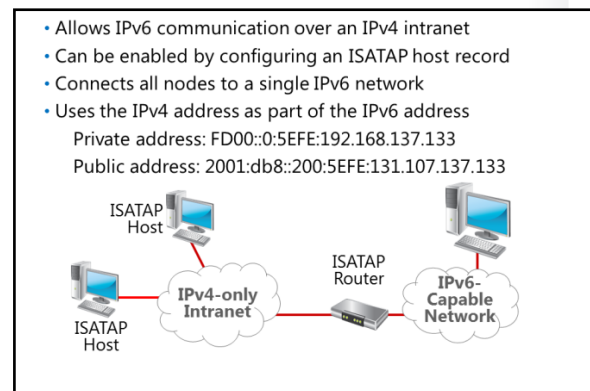 • Allows IPv6 communication over an IPv4 intranet
• Can be enabled by configuring an ISATAP host record
• Connects all nodes to a single IPv6 network
• Uses the IPv4 address as part of the IPv6 address
Private address: FD00::0:5EFE:192.168.137.133
Public address: 2001:db8::200:5EFE:131.107.137.133
ISATAP
Host
ISATAP
Host
IPv4-only
Intranet
ISATAP
Router
IPv6-
Capable
Network